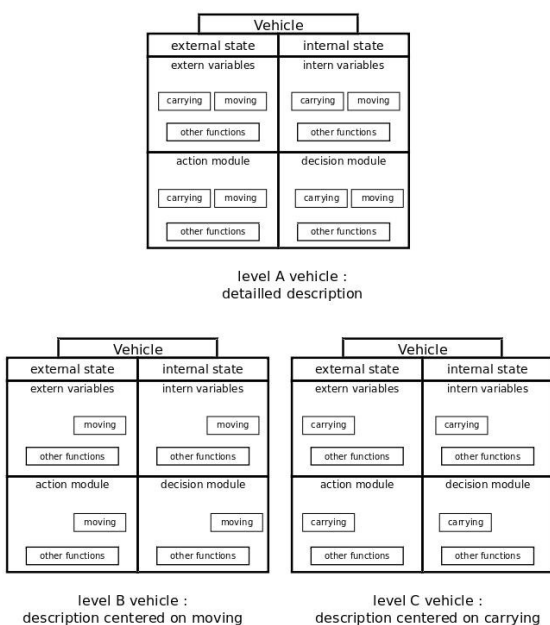 Vehicle
external state internal state
extern variables intern variables
carrying moving carrying moving
other functions other functions
action module decision module
carrying moving carrying moving
other functions other functions
level A vehicle :
detailled description
Vehicle
external state internal state
extern variables intern variables
moving moving
other functions other functions
action module decision module
moving moving
other functions other functions
level B vehicle :
description centered on moving
Vehicle
external state internal state
extern variables intern variables
carrying carrying
other functions other functions
action module decision module
carrying carrying
other functions other functions
level C vehicle :
description centered on carrying